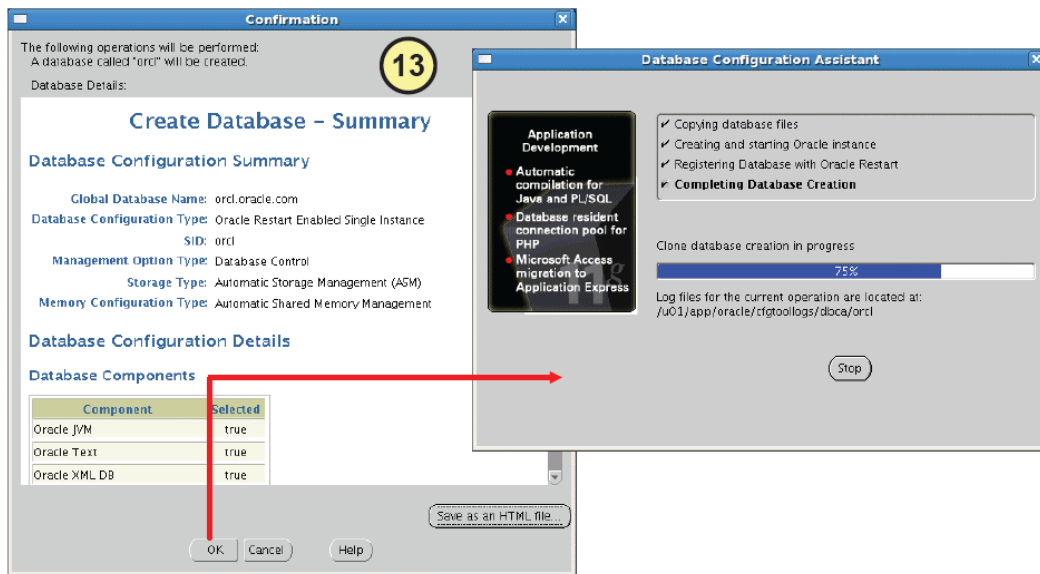 Confirmation
The following operations will be performed:
A database called "orcl" will be created.
Database Details:
13
Create Database – Summary
Database Configuration Summary
Global Database Name: orcl.oracle.com
Database Configuration Type: Oracle Restart Enabled Single Instance
SID: orcl
Management Option Type: Database Control
Storage Type: Automatic Storage Management (ASM)
Memory Configuration Type: Automatic Shared Memory Management
Database Configuration Details
Database Components
Component Selected
Oracle JVM true
Oracle Text true
Oracle XML DB true
Save as an HTML file...
OK Cancel Help
Database Configuration Assistant
Application
Development
Automatic
compilation for
Java and PL/SQL
Database resident
connection pool for
PHP
Microsoft Access
migration to
Application Express
11g
Copying database files
Creating and starting Oracle instance
Registering Database with Oracle Restart
Completing Database Creation
Clone database creation in progress
75%
Log files for the current operation are located at:
/u01/app/oracle/cfgtoollogs/dbca/orcl
Stop